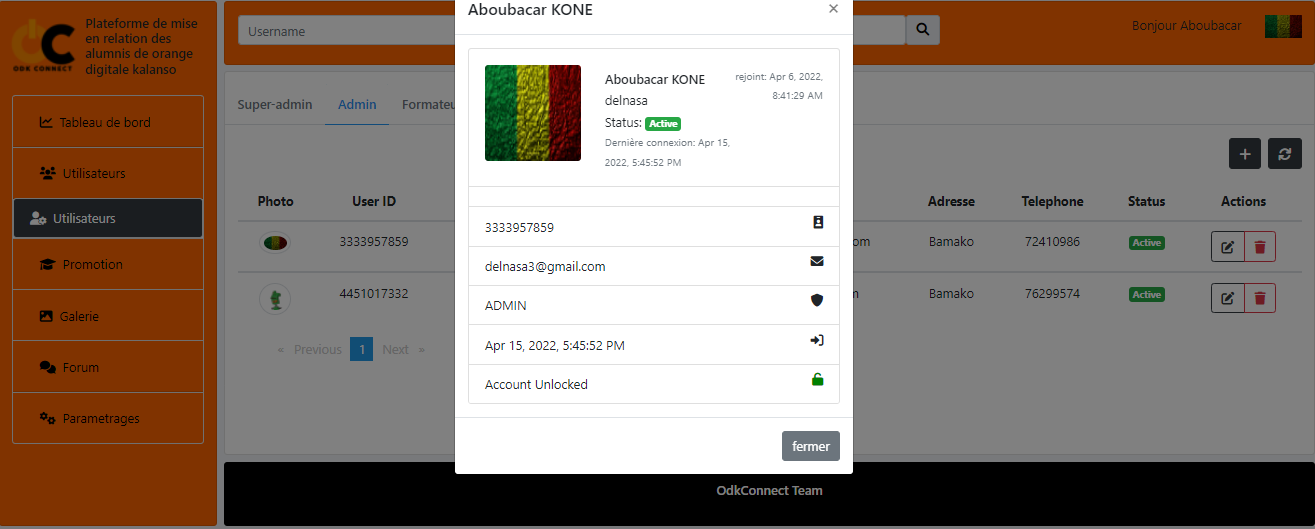 Plateforme de mise
en relation des
alumnis de orange
digitale kalanso
ODK CONNECT
Username
Bonjour Aboubacar
Tableau de bord
Utilisateurs
Utilisateurs
Promotion
Galerie
Forum
Parametrages
Super-admin Admin Formateu
Photo User ID Adresse Telephone Status Actions
3333957859 om Bamako 72410986 Active
4451017332 m Bamako 76299574 Active
« Previous 1 Next »
Aboubacar KONE ×
Aboubacar KONE
delnasa
Status: Active
Dernière connexion: Apr 15,
2022, 5:45:52 PM
rejoint: Apr 6, 2022,
8:41:29 AM
3333957859
delnasa3@gmail.com
ADMIN
Apr 15, 2022, 5:45:52 PM
Account Unlocked
fermer
OdkConnect Team